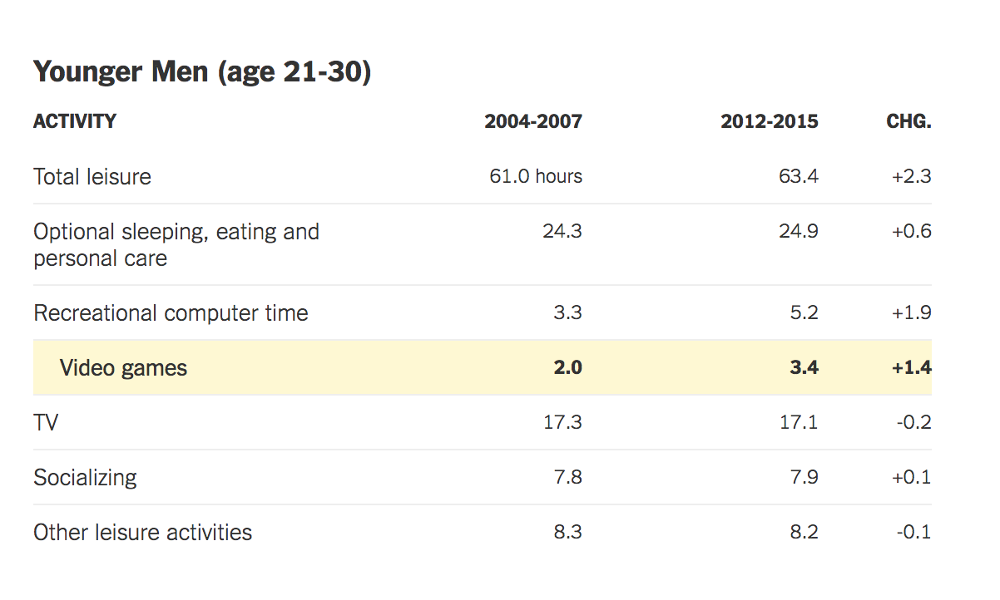 Younger Men (age 21-30)
ACTIVITY 2004-2007 2012-2015 CHG.
Total leisure 61.0 hours 63.4 +2.3
Optional sleeping, eating and 24.3 24.9 +0.6
personal care
Recreational computer time 3.3 5.2 +1.9
Video games 2.0 3.4 +1.4
TV 17.3 17.1 -0.2
Socializing 7.8 7.9 +0.1
Other leisure activities 8.3 8.2 -0.1